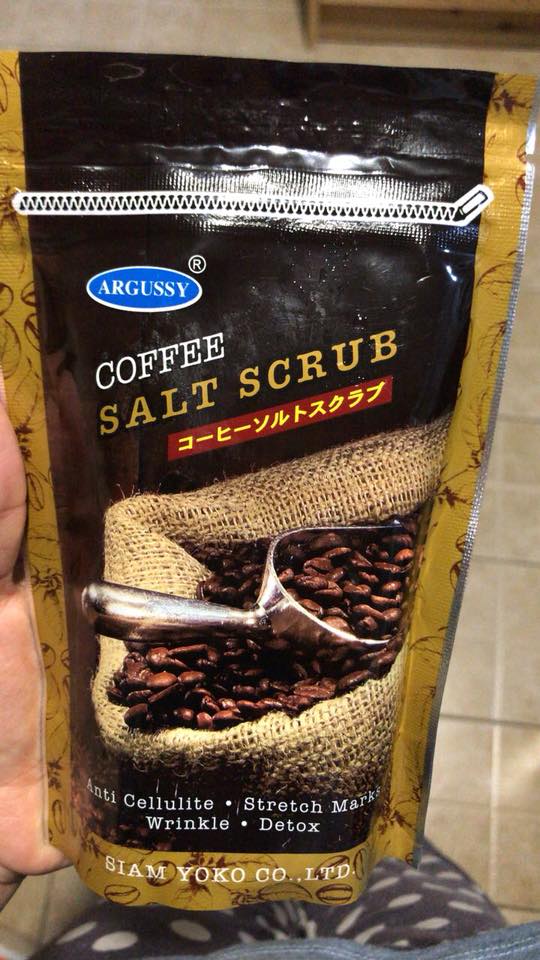 ARGUSSY®
COFFEE
SALT SCRUB
コーヒーソルトスクラブ
Anti Cellulite • Stretch Marks
Wrinkle • Detox
SIAM YOKO CO.,LTD.